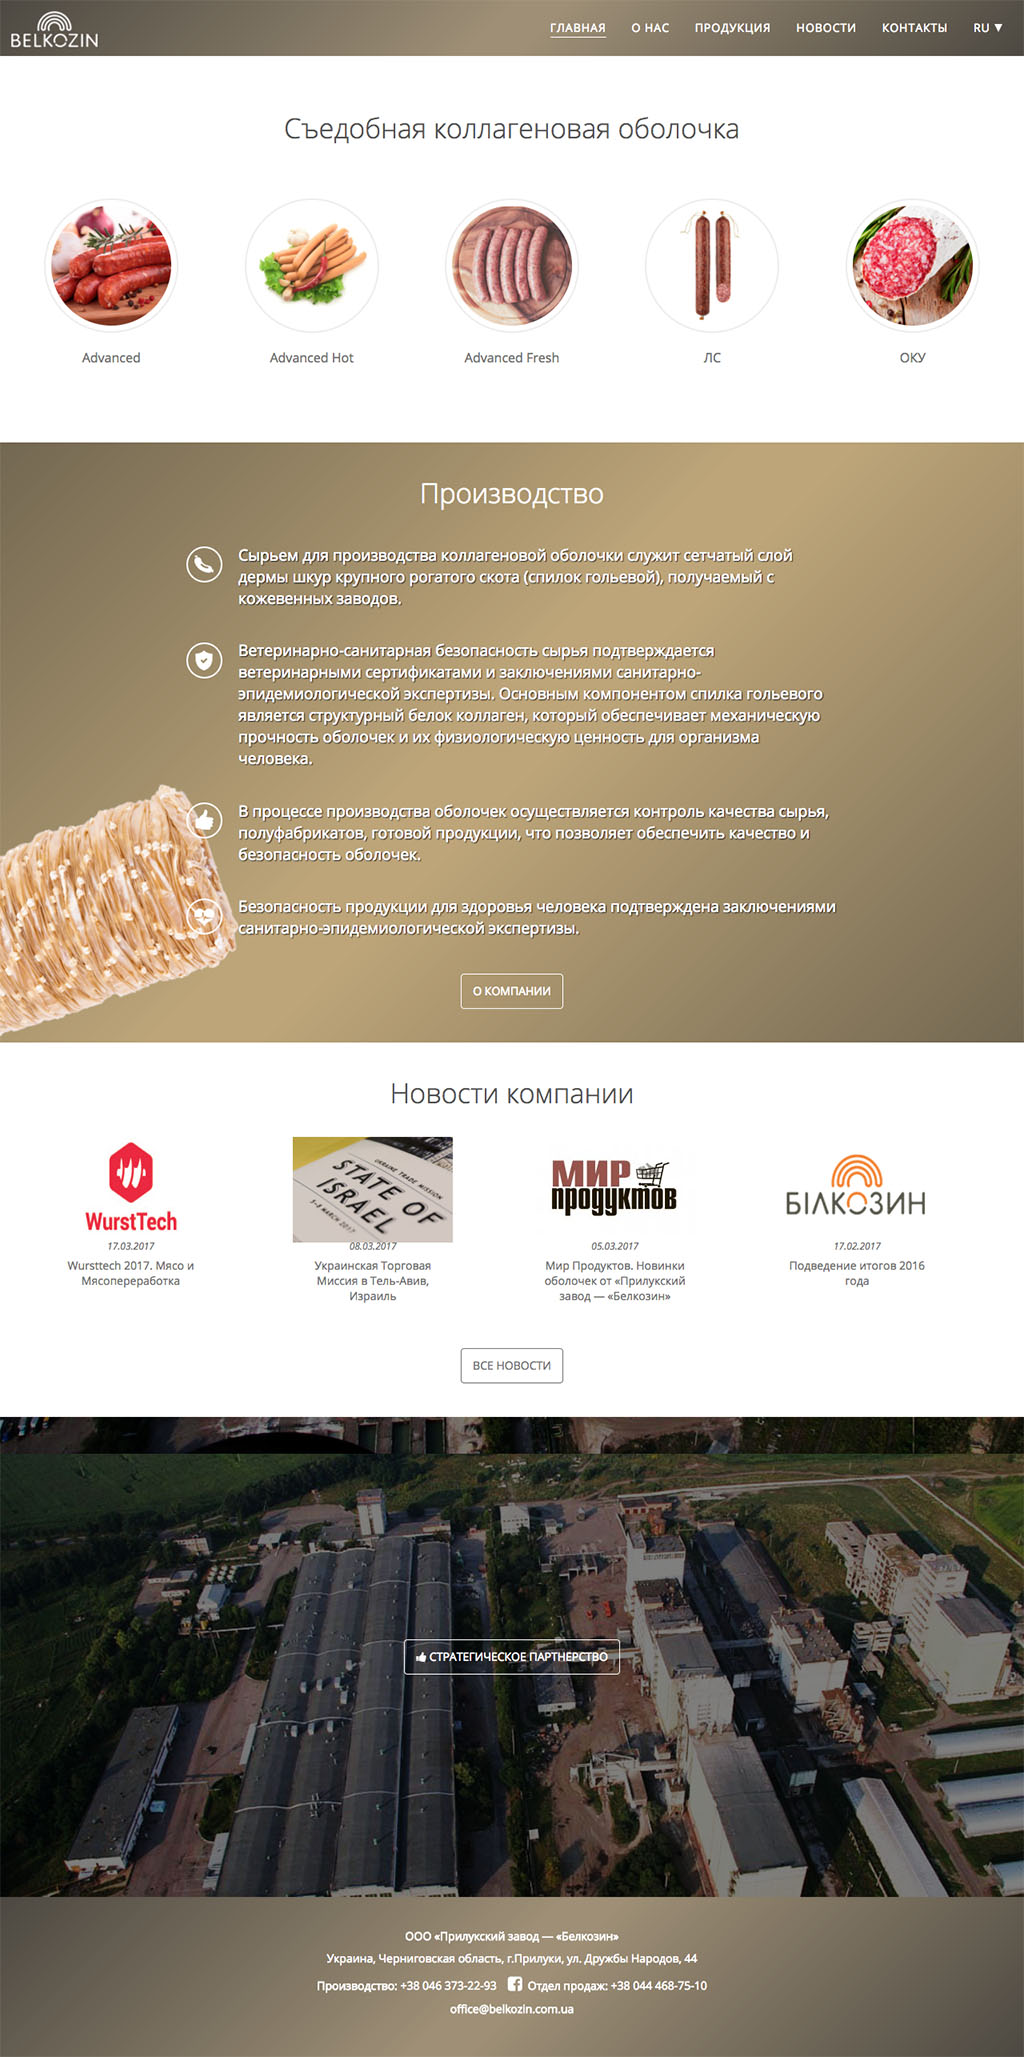 BELKOZIN
ГЛАВНАЯ О НАС ПРОДУКЦИЯ НОВОСТИ КОНТАКТЫ RU ▼
Съедобная коллагеновая оболочка
Advanced
Advanced Hot
Advanced Fresh
ЛС
ОКУ
Производство
Сырьем для производства коллагеновой оболочки служит сетчатый слой
дермы шкур крупного рогатого скота (спилок гольевой), получаемый с
кожевенных заводов.
Ветеринарно-санитарная безопасность сырья подтверждается
ветеринарными сертификатами и заключениями санитарно-
эпидемиологической экспертизы. Основным компонентом спилка гольевого
является структурный белок коллаген, который обеспечивает механическую
прочность оболочек и их физиологическую ценность для организма
человека.
В процессе производства оболочек осуществляется контроль качества сырья,
полуфабрикатов, готовой продукции, что позволяет обеспечить качество и
безопасность оболочек.
Безопасность продукции для здоровья человека подтверждена заключениями
санитарно-эпидемиологической экспертизы.
О КОМПАНИИ
Новости компании
WurstTech
17.03.2017
Wursttech 2017. Мясо и
Мясопереработка
UKRAINE TRADE MISSION
STATE OF
ISRAEL
5-8 MARCH 2017
08.03.2017
Украинская Торговая
Миссия в Тель-Авив,
Израиль
МИР
продуктов
05.03.2017
Мир Продуктов. Новинки
оболочек от «Прилукский
завод — «Белкозин»
БІЛКОЗИН
17.02.2017
Подведение итогов 2016
года
ВСЕ НОВОСТИ
СТРАТЕГИЧЕСКОЕ ПАРТНЕРСТВО
ООО «Прилукский завод — «Белкозин»
Украина, Черниговская область, г.Прилуки, ул. Дружбы Народов, 44
Производство: +38 046 373-22-93 Отдел продаж: +38 044 468-75-10
office@belkozin.com.ua